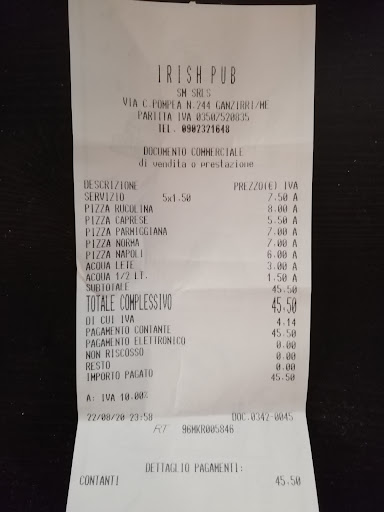 IRISH PUB
SM SRLS
VIA C.POMPEA N.244 GANZIRRI/ME
PARTITA IVA 0350/520835
TEL. 0902321648
DOCUMENTO COMMERCIALE
di vendita o prestazione
DESCRIZIONE PREZZO(€) IVA
SERVIZIO 5x1.50 7.50 A
PIZZA RUCOLINA 8.00 A
PIZZA CAPRESE 5.50 A
PIZZA PARMIGGIANA 7.00 A
PIZZA NORMA 7.00 A
PIZZA NAPOLI 6.00 A
ACQUA LETE 3.00 A
ACQUA 1/2 LT. 1.50 A
SUBTOTALE 45.50
TOTALE COMPLESSIVO 45.50
DI CUI IVA 4.14
PAGAMENTO CONTANTE 45.50
PAGAMENTO ELETTRONICO 0.00
NON RISCOSSO 0.00
RESTO 0.00
IMPORTO PAGATO 45.50
A: IVA 10.00%
22/08/20 23:58 DOC.0342-0045
RT 96MKR005846
DETTAGLIO PAGAMENTI:
CONTANTI 45.50